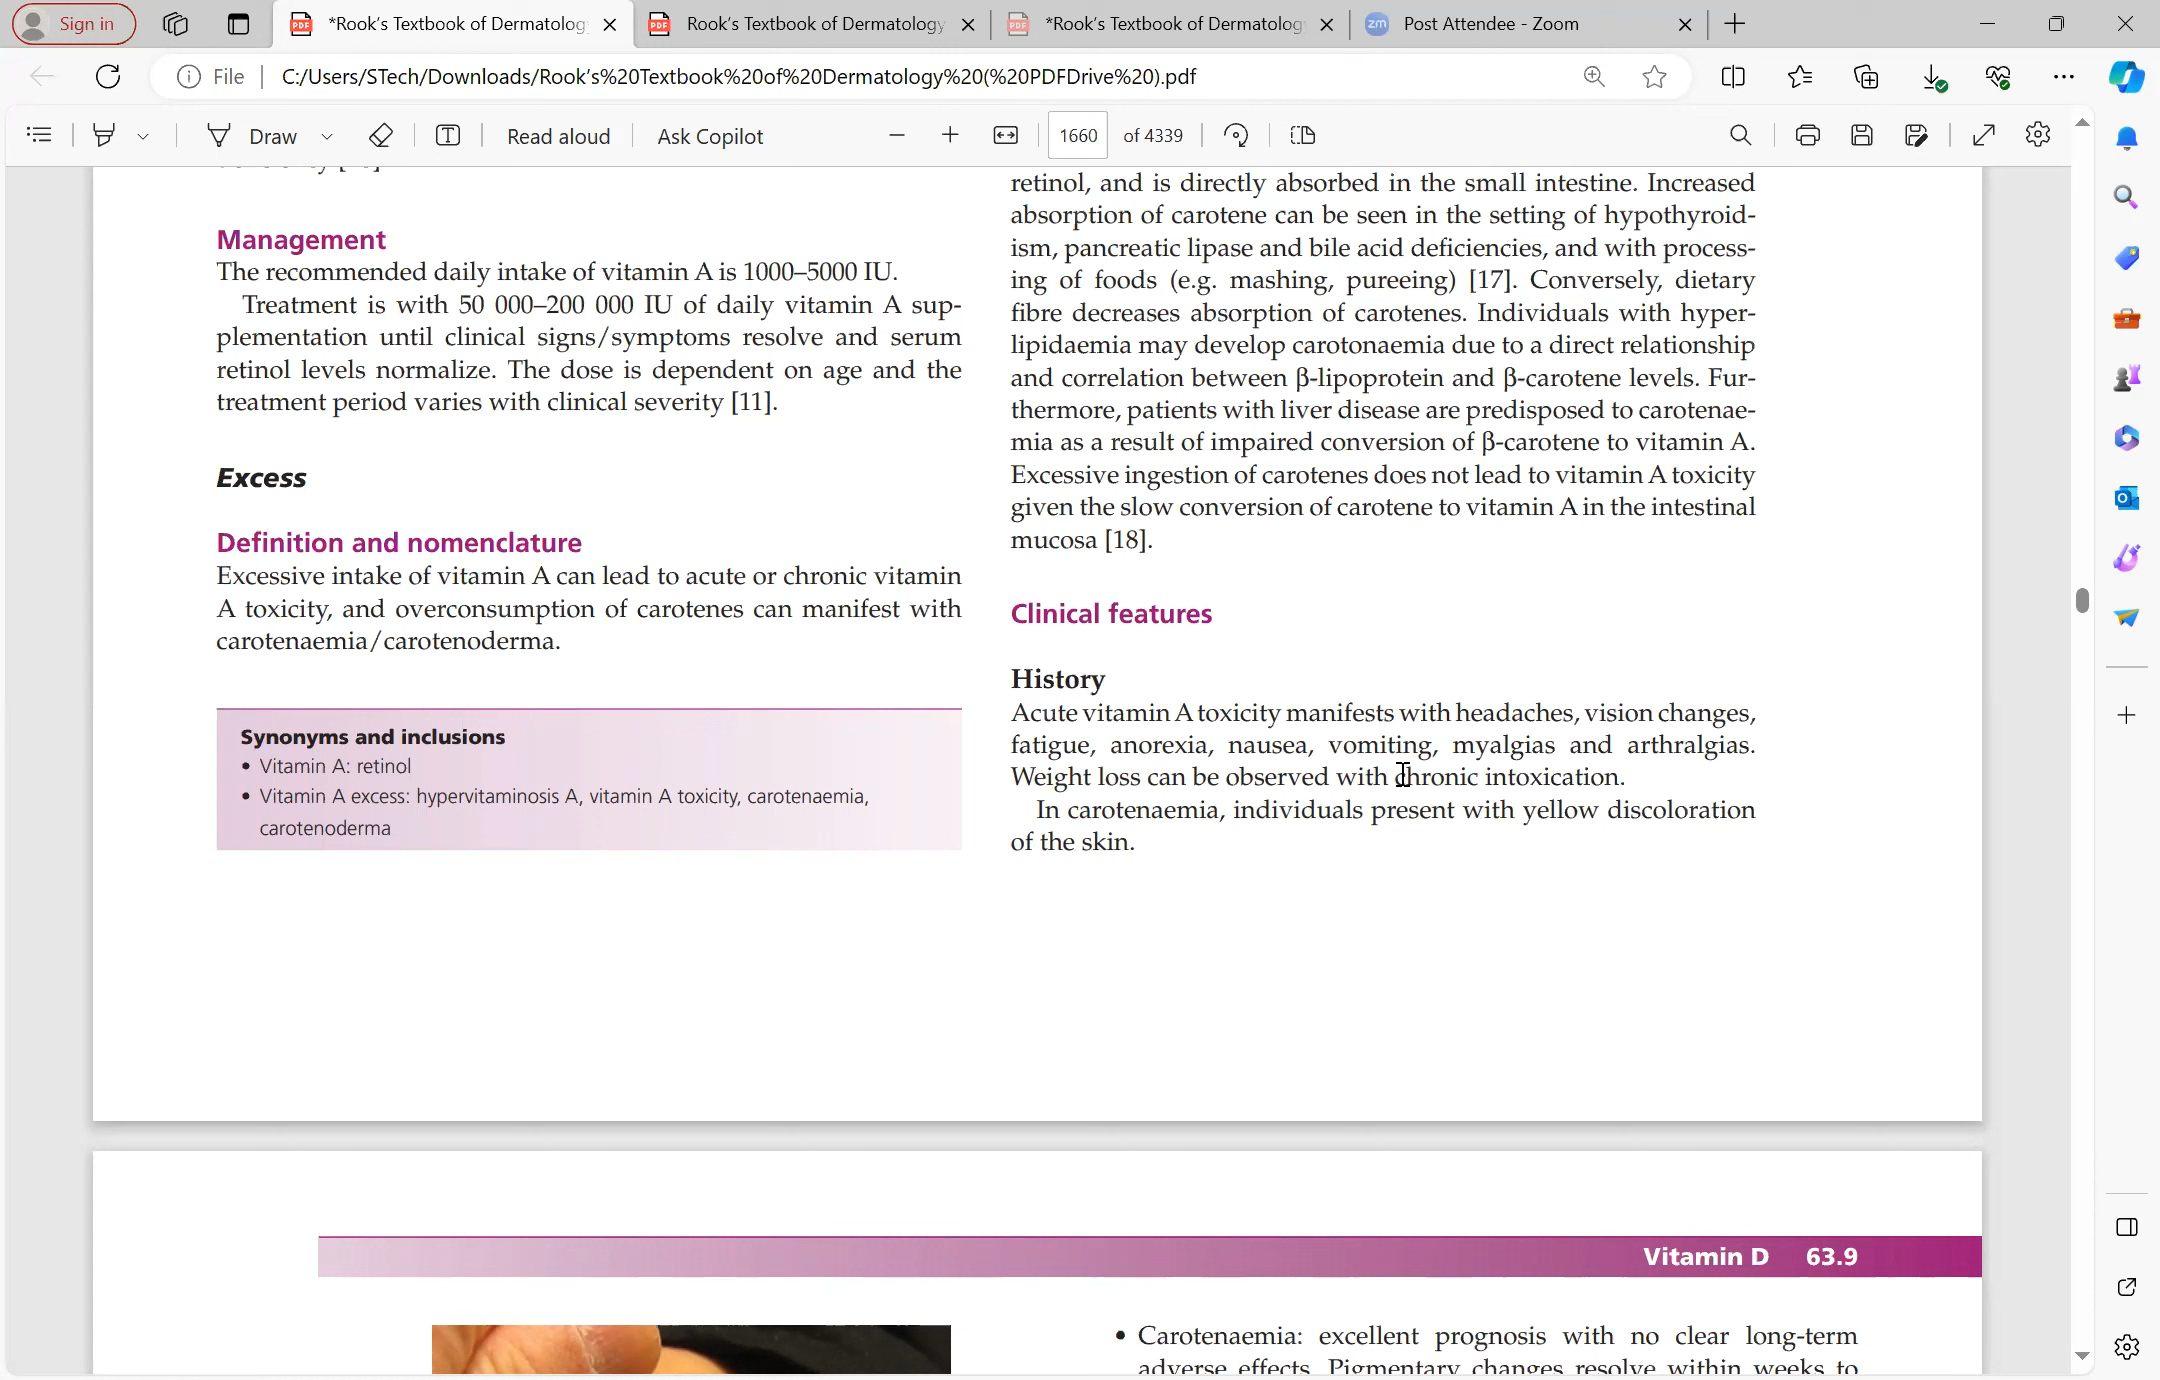 Sign in
*Rook's Textbook of Dermatolog
Rook's Textbook of Dermatology
*Rook's Textbook of Dermatolog
zm Post Attendee - Zoom
File
C:/Users/STech/Downloads/Rook's%20Textbook%20of%20Dermatology%20(%20PDFDrive%20).pdf
Draw
Read aloud
Ask Copilot
1660 of 4339
Management
The recommended daily intake of vitamin A is 1000–5000 IU.
Treatment is with 50 000–200 000 IU of daily vitamin A sup-
plementation until clinical signs/symptoms resolve and serum
retinol levels normalize. The dose is dependent on age and the
treatment period varies with clinical severity [11].
Excess
Definition and nomenclature
Excessive intake of vitamin A can lead to acute or chronic vitamin
A toxicity, and overconsumption of carotenes can manifest with
carotenaemia/carotenoderma.
Synonyms and inclusions
• Vitamin A: retinol
• Vitamin A excess: hypervitaminosis A, vitamin A toxicity, carotenaemia,
carotenoderma
retinol, and is directly absorbed in the small intestine. Increased
absorption of carotene can be seen in the setting of hypothyroid-
ism, pancreatic lipase and bile acid deficiencies, and with process-
ing of foods (e.g. mashing, pureeing) [17]. Conversely, dietary
fibre decreases absorption of carotenes. Individuals with hyper-
lipidaemia may develop carotonaemia due to a direct relationship
and correlation between β-lipoprotein and β-carotene levels. Fur-
thermore, patients with liver disease are predisposed to carotenae-
mia as a result of impaired conversion of β-carotene to vitamin A.
Excessive ingestion of carotenes does not lead to vitamin A toxicity
given the slow conversion of carotene to vitamin A in the intestinal
mucosa [18].
Clinical features
History
Acute vitamin A toxicity manifests with headaches, vision changes,
fatigue, anorexia, nausea, vomiting, myalgias and arthralgias.
Weight loss can be observed with chronic intoxication.
In carotenaemia, individuals present with yellow discoloration
of the skin.
Vitamin D 63.9
• Carotenaemia: excellent prognosis with no clear long-term
adverse effects. Pigmentary changes resolve within weeks to